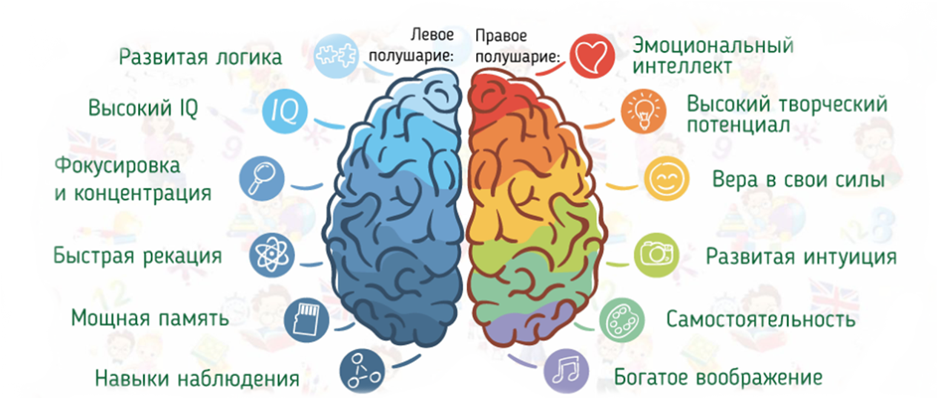 Левое
полушарие:
Развитая логика
Высокий IQ
IQ
Фокусировка
и концентрация
Быстрая рекация
Мощная память
Навыки наблюдения
Правое
полушарие:
Эмоциональный
интеллект
Высокий творческий
потенциал
Вера в свои силы
Развитая интуиция
Самостоятельность
Богатое воображение